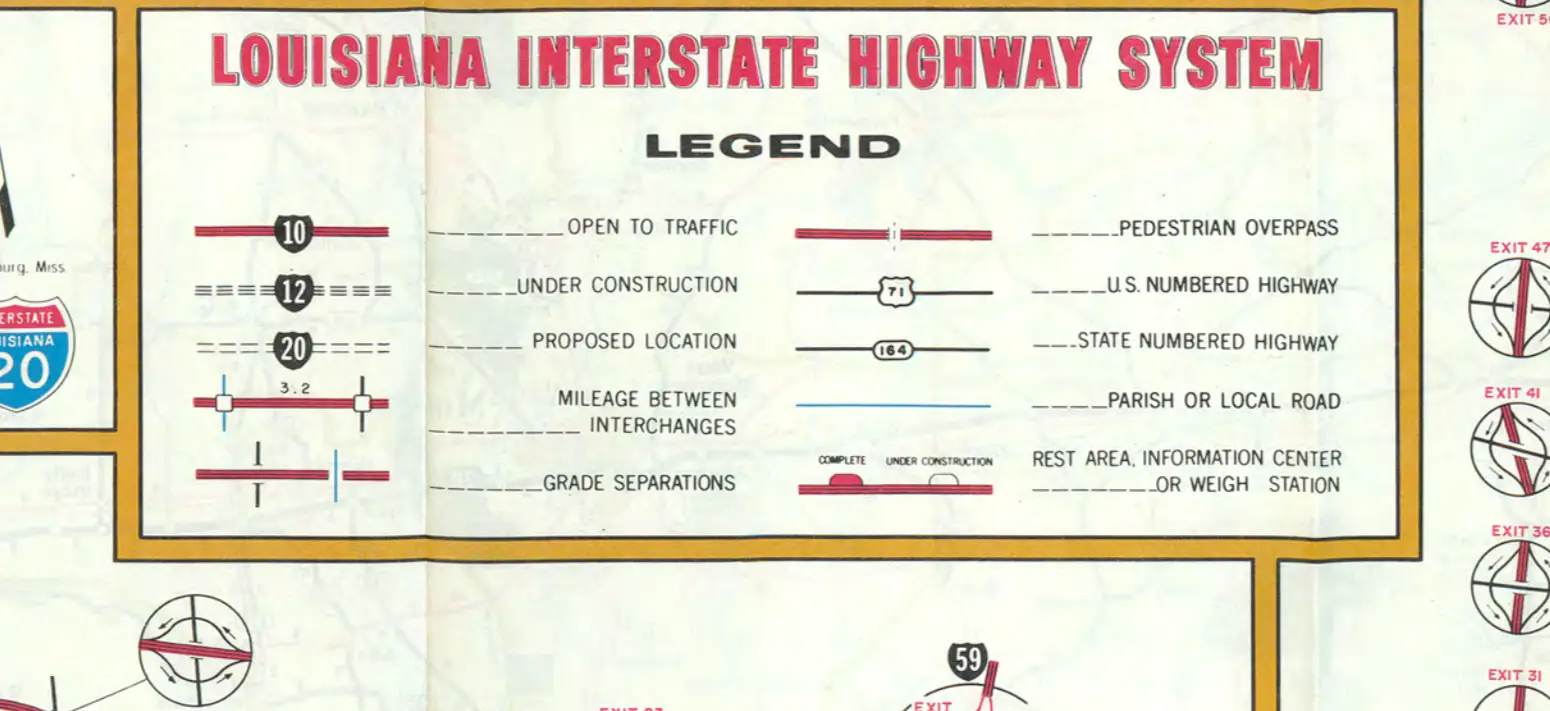 LOUISIANA INTERSTATE HIGHWAY SYSTEM
LEGEND
10 OPEN TO TRAFFIC
12 UNDER CONSTRUCTION
20 PROPOSED LOCATION
3.2
MILEAGE BETWEEN
INTERCHANGES
GRADE SEPARATIONS
PEDESTRIAN OVERPASS
71 U.S. NUMBERED HIGHWAY
164 STATE NUMBERED HIGHWAY
PARISH OR LOCAL ROAD
COMPLETE UNDER CONSTRUCTION
REST AREA, INFORMATION CENTER
OR WEIGH STATION
Miss.
20
59
EXIT
EXIT 47
EXIT 41
EXIT 36
EXIT 31